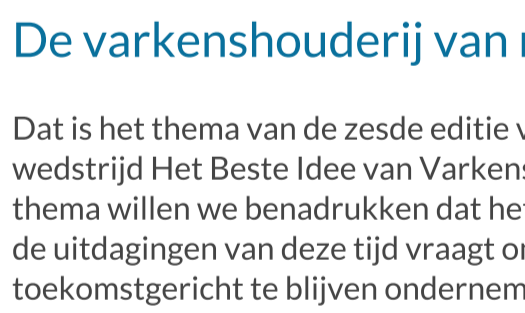 De varkenshouderij van
Dat is het thema van de zesde editie
wedstrijd Het Beste Idee van Varkens
thema willen we benadrukken dat het
de uitdagingen van deze tijd vraagt
toekomstgericht te blijven ondernem